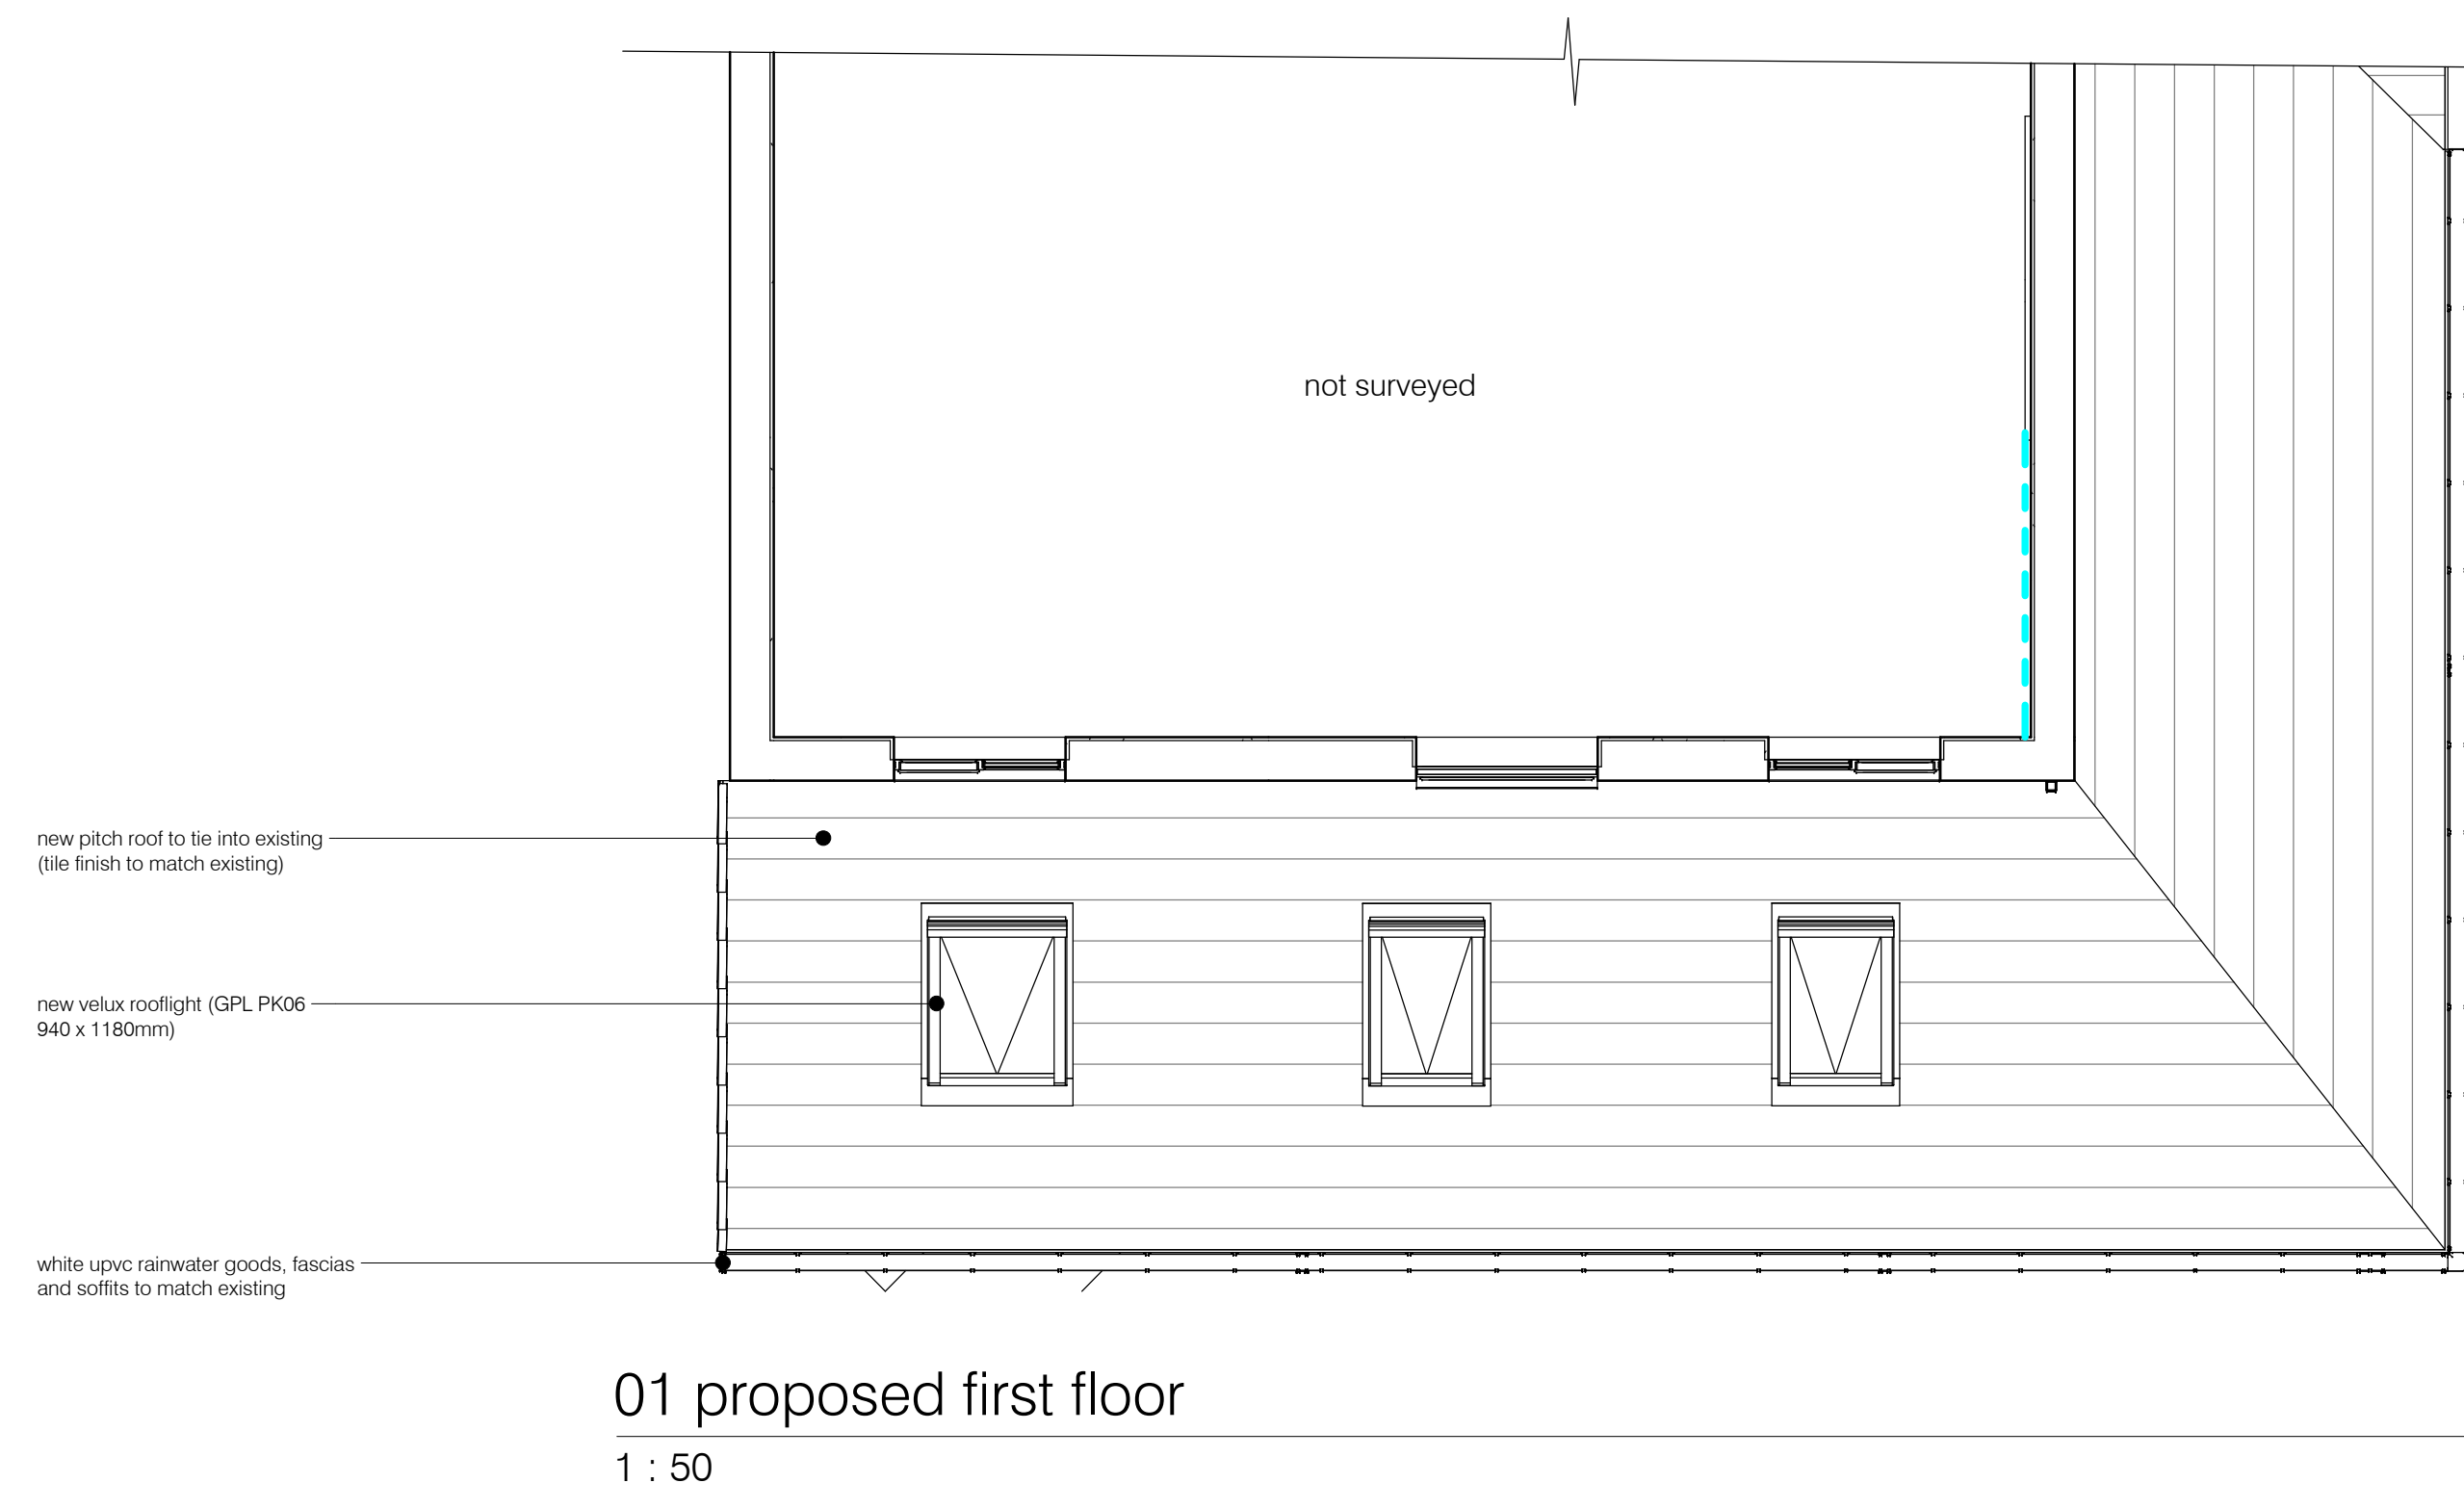 not surveyed
new pitch roof to tie into existing
(tile finish to match existing)
new velux rooflight (GPL PK06
940 x 1180mm)
white upvc rainwater goods, fascias
and soffits to match existing
01 proposed first floor
1 : 50